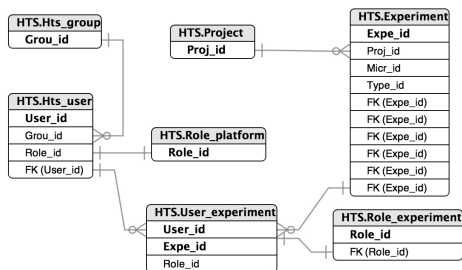 HTS.Hts_group
Grou_id
HTS.Project
Proj_id
HTS.Experiment
Expe_id
Proj_id
Micr_id
Type_id
FK (Expe_id)
FK (Expe_id)
FK (Expe_id)
FK (Expe_id)
FK (Expe_id)
FK (Expe_id)
HTS.Hts_user
User_id
Grou_id
Role_id
FK (User_id)
HTS.Role_platform
Role_id
HTS.User_experiment
User_id
Expe_id
Role_id
HTS.Role_experiment
Role_id
FK (Role_id)